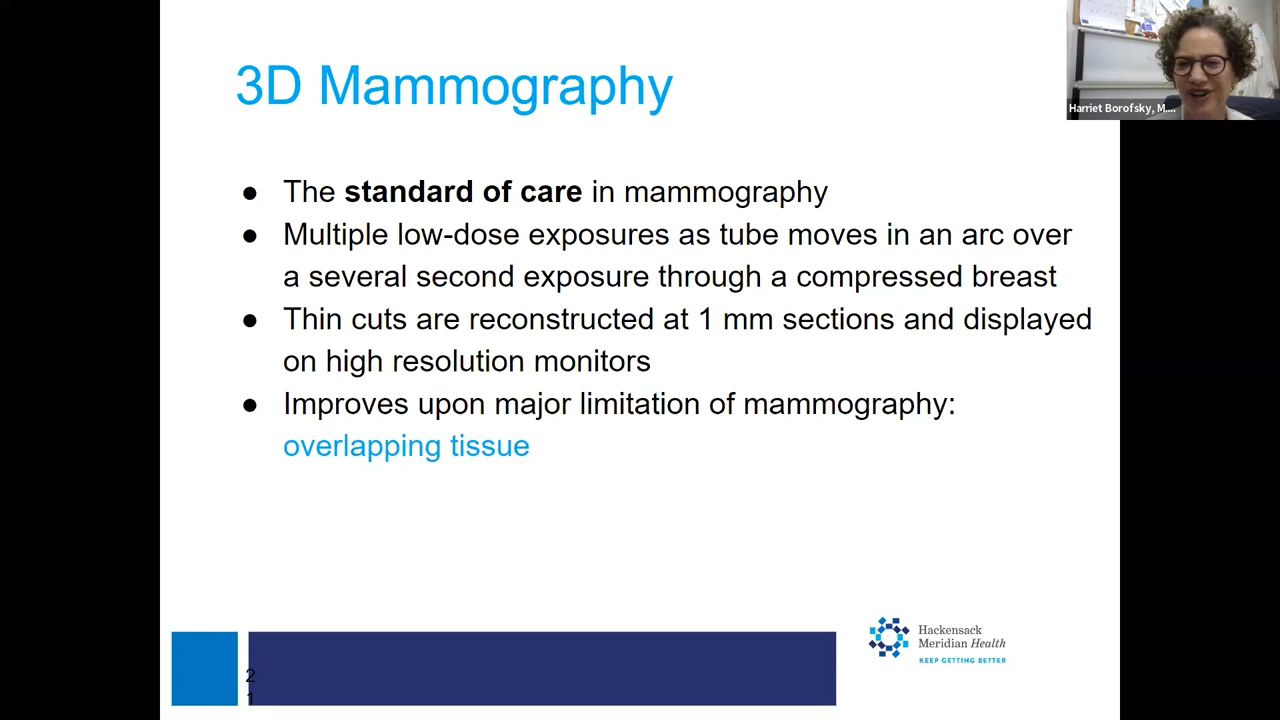 3D Mammography
Harriet Borofsky, M....
● The standard of care in mammography
● Multiple low-dose exposures as tube moves in an arc over
a several second exposure through a compressed breast
● Thin cuts are reconstructed at 1 mm sections and displayed
on high resolution monitors
● Improves upon major limitation of mammography:
overlapping tissue
2
1
Hackensack
Meridian Health
KEEP GETTING BETTER